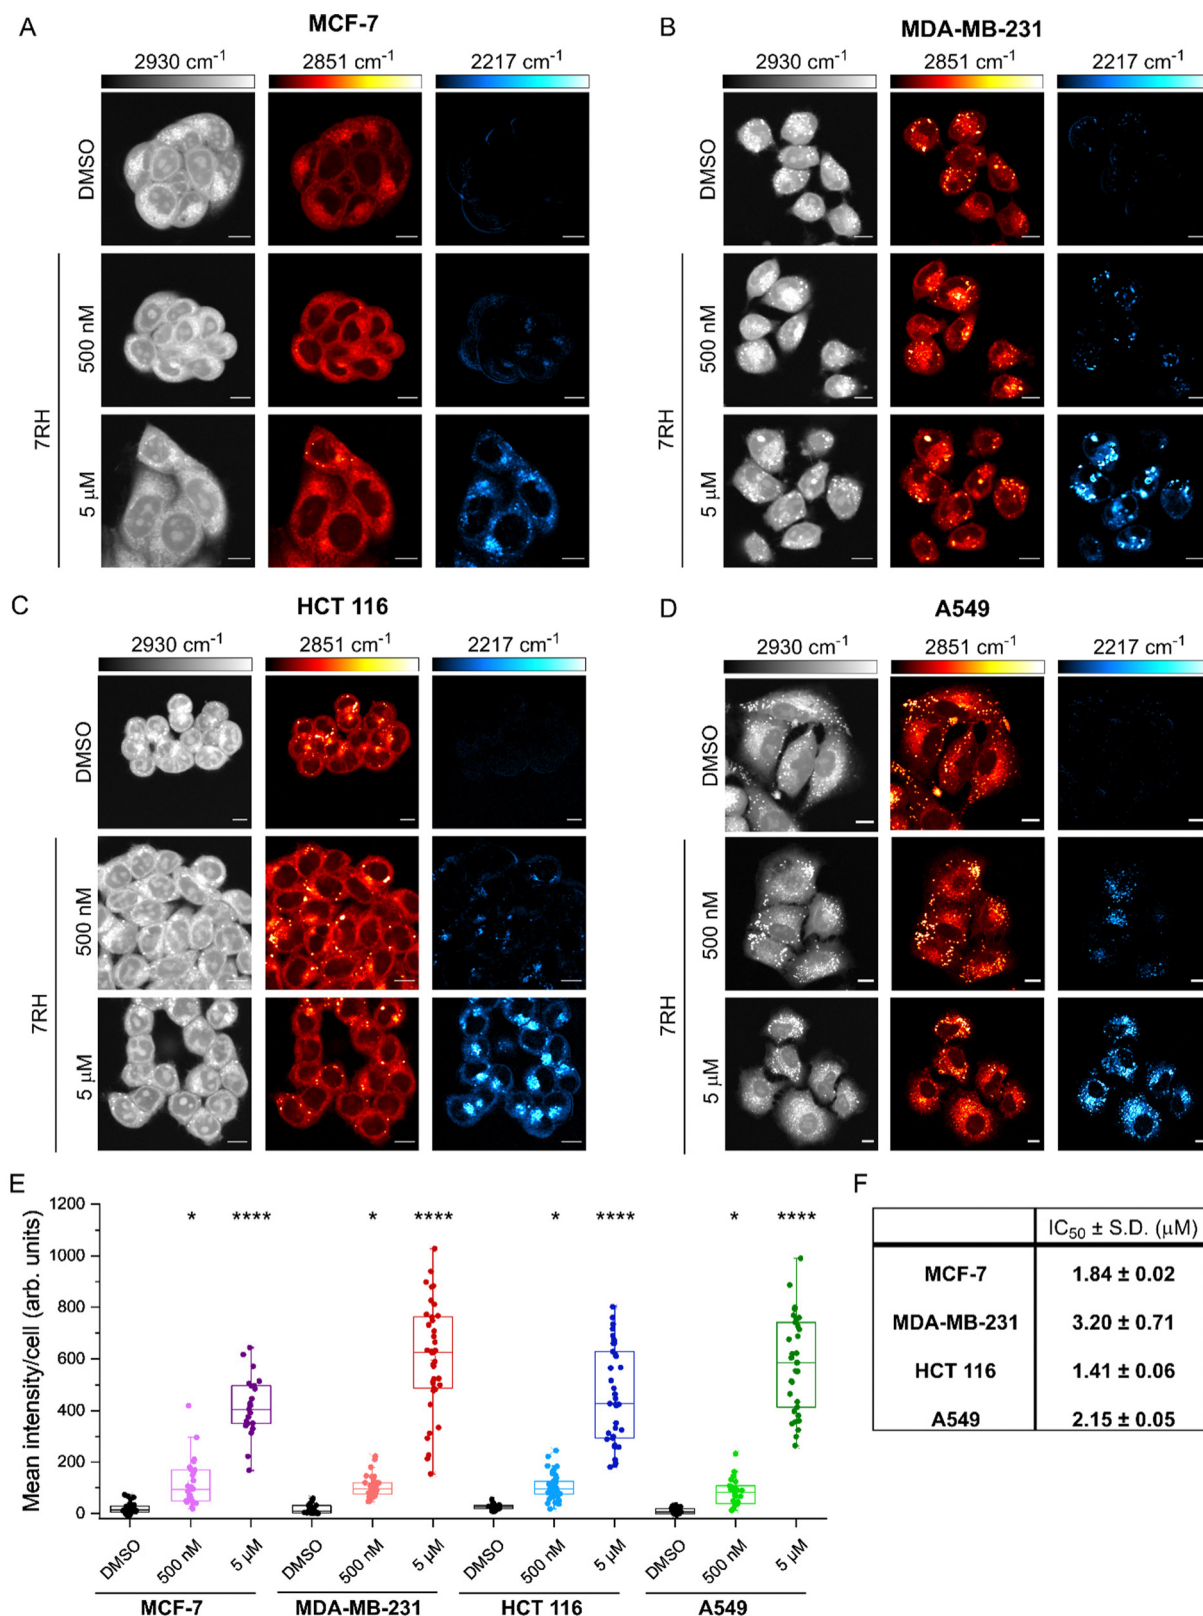 A
MCF-7
2930 cm⁻¹ 2851 cm⁻¹ 2217 cm⁻¹
DMSO
500 nM
7RH
5 µM
B
MDA-MB-231
2930 cm⁻¹ 2851 cm⁻¹ 2217 cm⁻¹
DMSO
500 nM
7RH
5 µM
C
HCT 116
2930 cm⁻¹ 2851 cm⁻¹ 2217 cm⁻¹
DMSO
500 nM
7RH
5 µM
D
A549
2930 cm⁻¹ 2851 cm⁻¹ 2217 cm⁻¹
DMSO
500 nM
7RH
5 µM
E
Mean intensity/cell (arb. units)
1200
1000
800
600
400
200
0
* **** * **** * **** * ****
DMSO 500 nM 5 µM DMSO 500 nM 5 µM DMSO 500 nM 5 µM DMSO 500 nM 5 µM
MCF-7 MDA-MB-231 HCT 116 A549
F
IC₅₀ ± S.D. (µM)
MCF-7 1.84 ± 0.02
MDA-MB-231 3.20 ± 0.71
HCT 116 1.41 ± 0.06
A549 2.15 ± 0.05